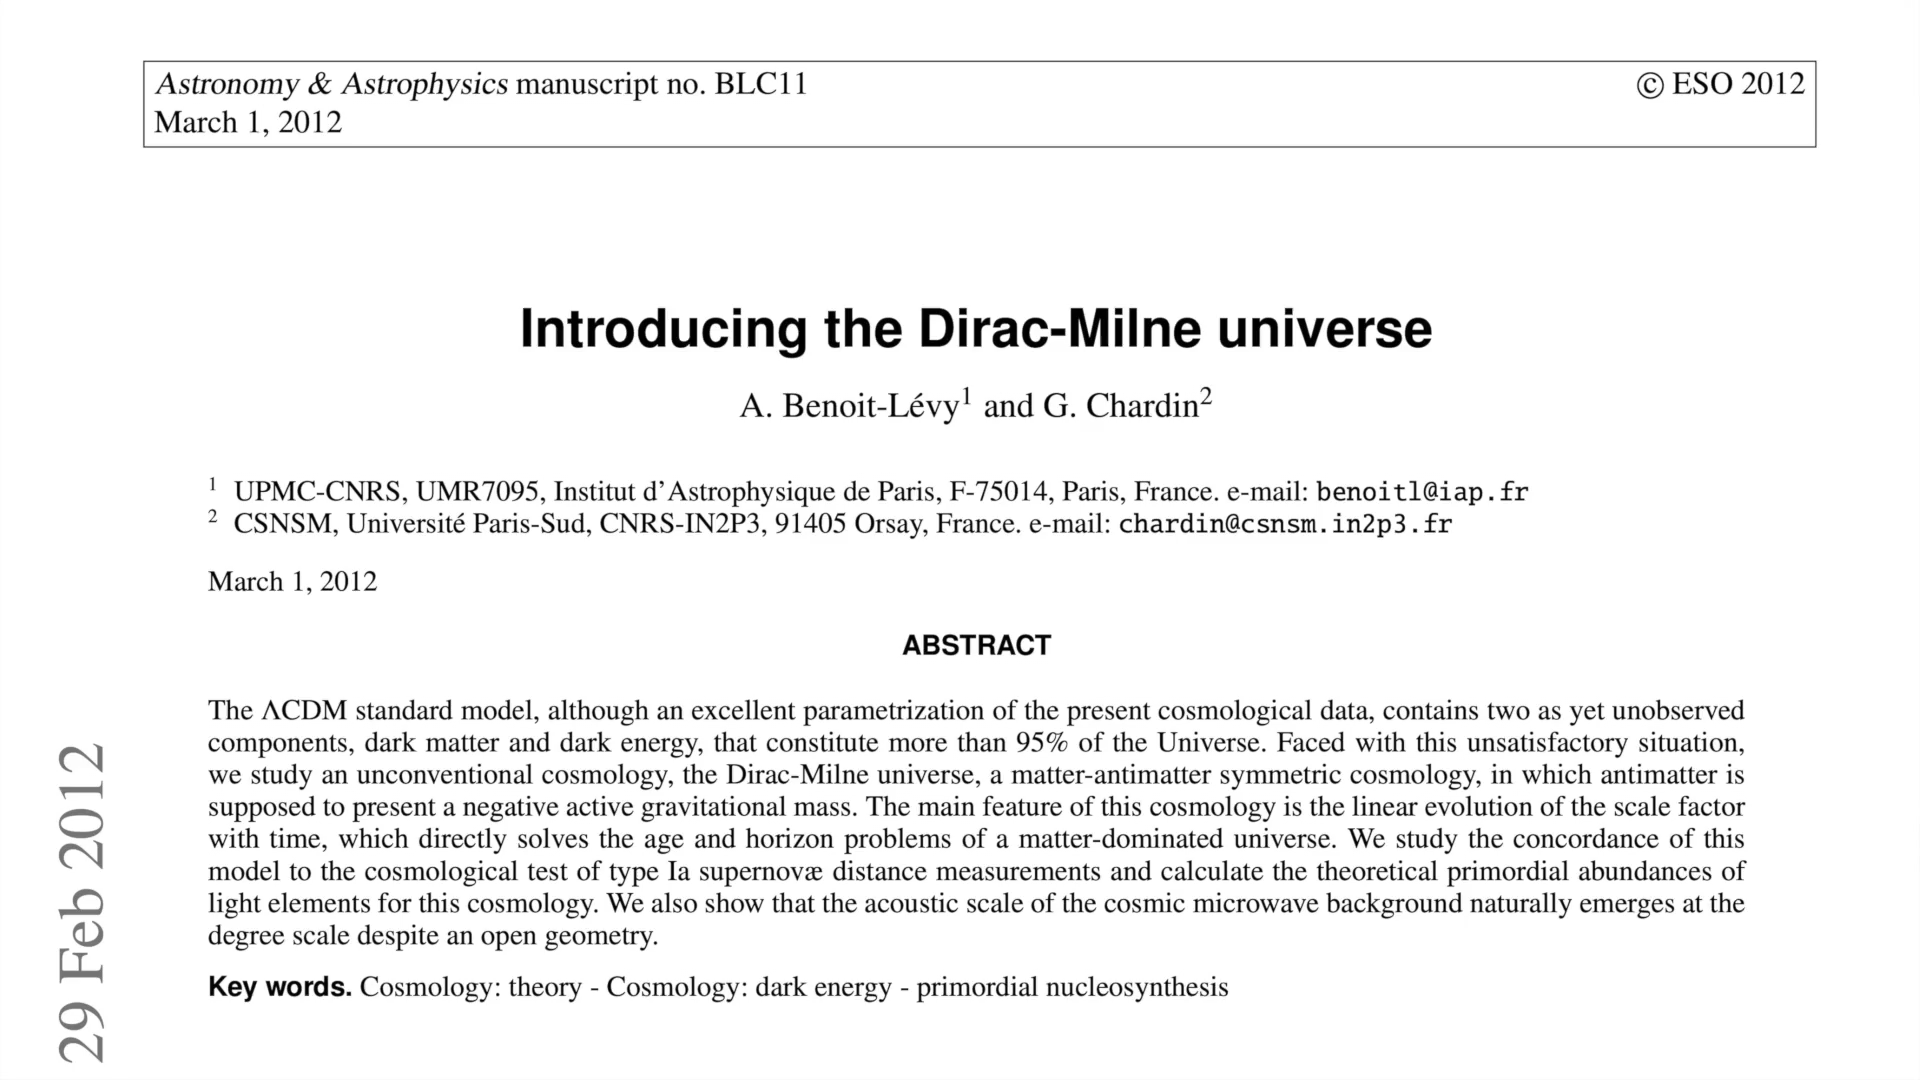 Astronomy & Astrophysics manuscript no. BLC11
© ESO 2012
March 1, 2012
Introducing the Dirac-Milne universe
A. Benoit-Lévy¹ and G. Chardin²
¹ UPMC-CNRS, UMR7095, Institut d'Astrophysique de Paris, F-75014, Paris, France. e-mail: benoitl@iap.fr
² CSNSM, Université Paris-Sud, CNRS-IN2P3, 91405 Orsay, France. e-mail: chardin@csnsm.in2p3.fr
March 1, 2012
ABSTRACT
The ΛCDM standard model, although an excellent parametrization of the present cosmological data, contains two as yet unobserved
components, dark matter and dark energy, that constitute more than 95% of the Universe. Faced with this unsatisfactory situation,
we study an unconventional cosmology, the Dirac-Milne universe, a matter-antimatter symmetric cosmology, in which antimatter is
supposed to present a negative active gravitational mass. The main feature of this cosmology is the linear evolution of the scale factor
with time, which directly solves the age and horizon problems of a matter-dominated universe. We study the concordance of this
model to the cosmological test of type Ia supernovæ distance measurements and calculate the theoretical primordial abundances of
light elements for this cosmology. We also show that the acoustic scale of the cosmic microwave background naturally emerges at the
degree scale despite an open geometry.
Key words. Cosmology: theory - Cosmology: dark energy - primordial nucleosynthesis
29 Feb 2012